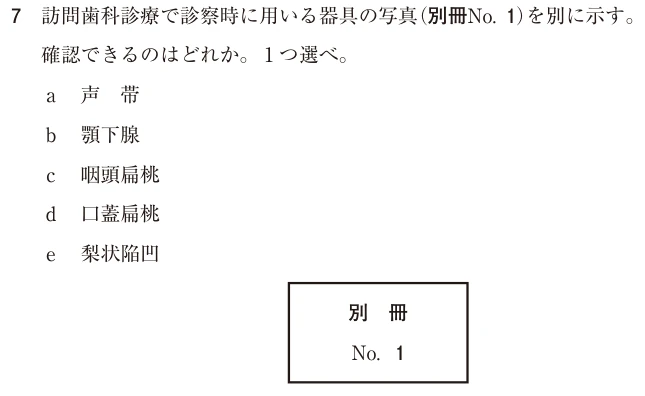 7 訪問歯科診療で診察時に用いる器具の写真(別冊No. 1)を別に示す。
確認できるのはどれか。1つ選べ。
a 声 帯
b 顎下腺
c 咽頭扁桃
d 口蓋扁桃
e 梨状陥凹
別 冊
No. 1